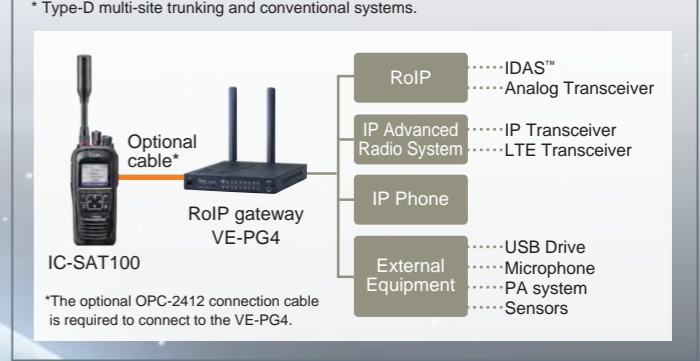 * Type-D multi-site trunking and conventional systems.
Optional
cable*
IC-SAT100
RoIP gateway
VE-PG4
*The optional OPC-2412 connection cable
is required to connect to the VE-PG4.
RoIP
IDAS™
Analog Transceiver
IP Advanced
Radio System
IP Transceiver
LTE Transceiver
IP Phone
External
Equipment
USB Drive
Microphone
PA system
Sensors